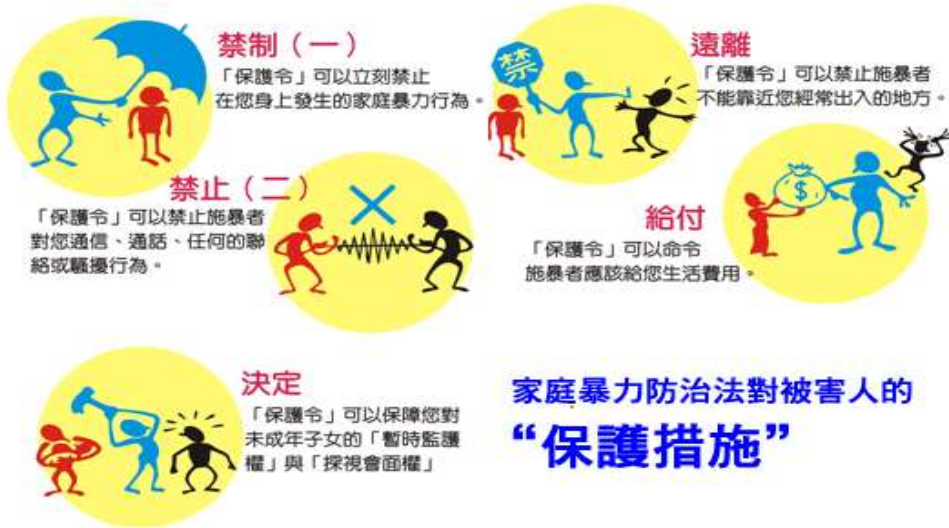 禁制（一）
「保護令」可以立刻禁止
在您身上發生的家庭暴力行為。
遠離
「保護令」可以禁止施暴者
不能靠近您經常出入的地方。
禁
禁止（二）
「保護令」可以禁止施暴者
對您通信、通話、任何的聯
絡或騷擾行為。
給付
「保護令」可以命令
施暴者應該給您生活費用。
$
決定
「保護令」可以保障您對
未成年子女的「暫時監護
權」與「探視會面權」
家庭暴力防治法對被害人的
“保護措施”